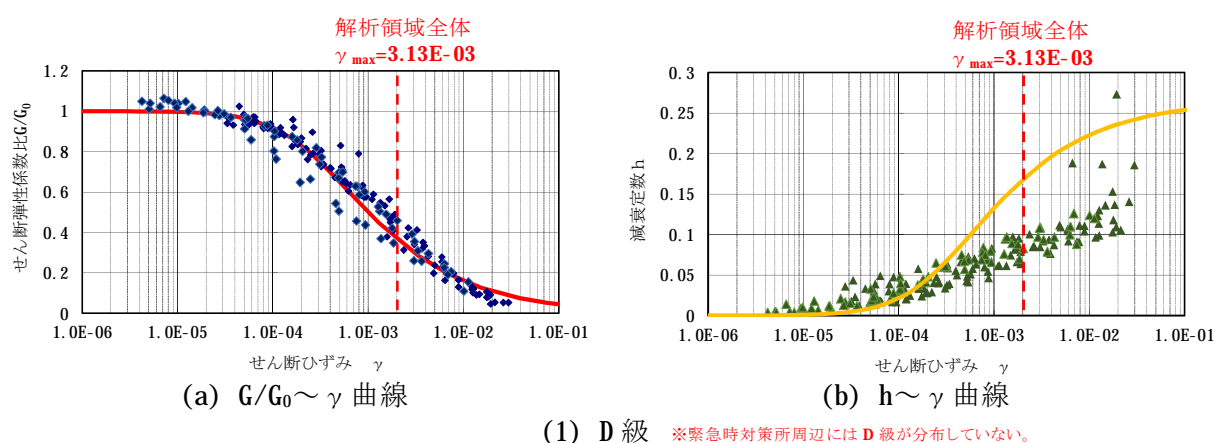 解析領域全体
γ max=3.13E-03
1.2
1
0.8
0.6
0.4
0.2
0
せん断弾性係数比G/G0
1.0E-06 1.0E-05 1.0E-04 1.0E-03 1.0E-02 1.0E-01
せん断ひずみ γ
(a) G/G0～γ 曲線
解析領域全体
γ max=3.13E-03
0.3
0.25
0.2
0.15
0.1
0.05
0
減衰定数h
1.0E-06 1.0E-05 1.0E-04 1.0E-03 1.0E-02 1.0E-01
せん断ひずみ γ
(b) h～γ 曲線
(1) D 級 ※緊急時対策所周辺には D 級が分布していない。